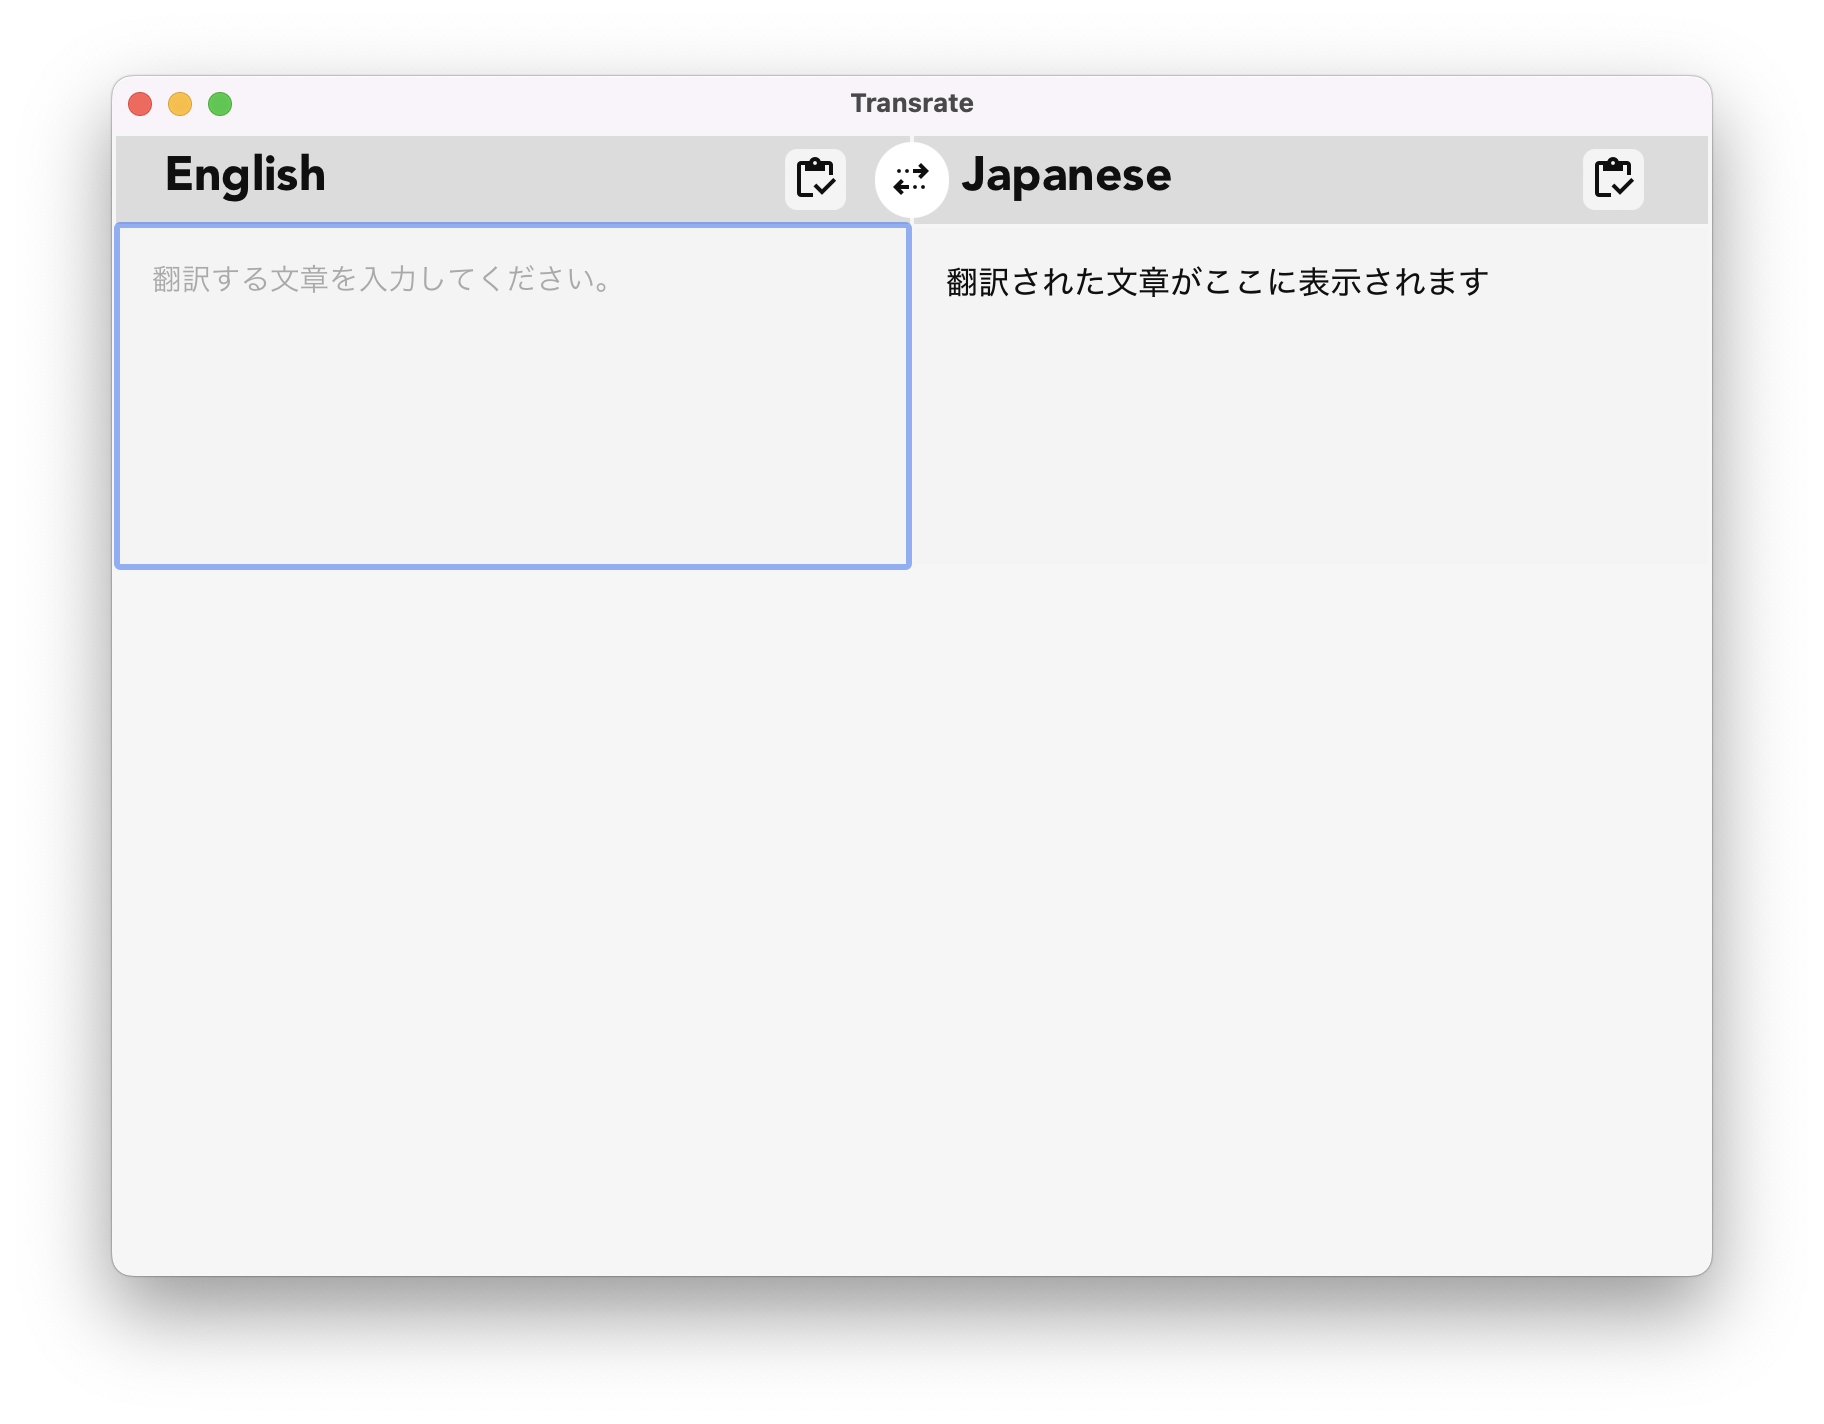 Transrate
English
Japanese
翻訳する文章を入力してください。
翻訳された文章がここに表示されます